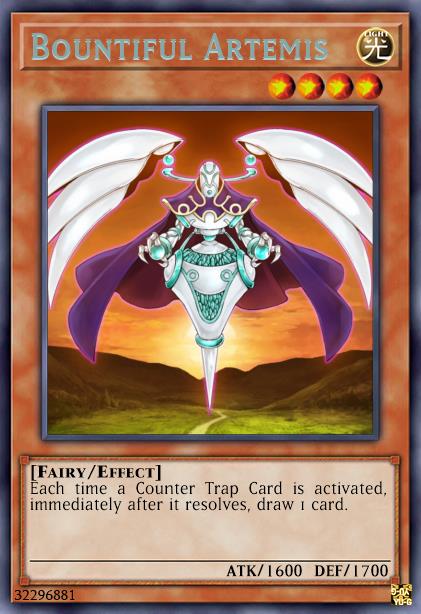 BOUNTIFUL ARTEMIS
LIGHT
光
[FAIRY/EFFECT]
Each time a Counter Trap Card is activated,
immediately after it resolves, draw 1 card.
ATK/1600 DEF/1700
32296881